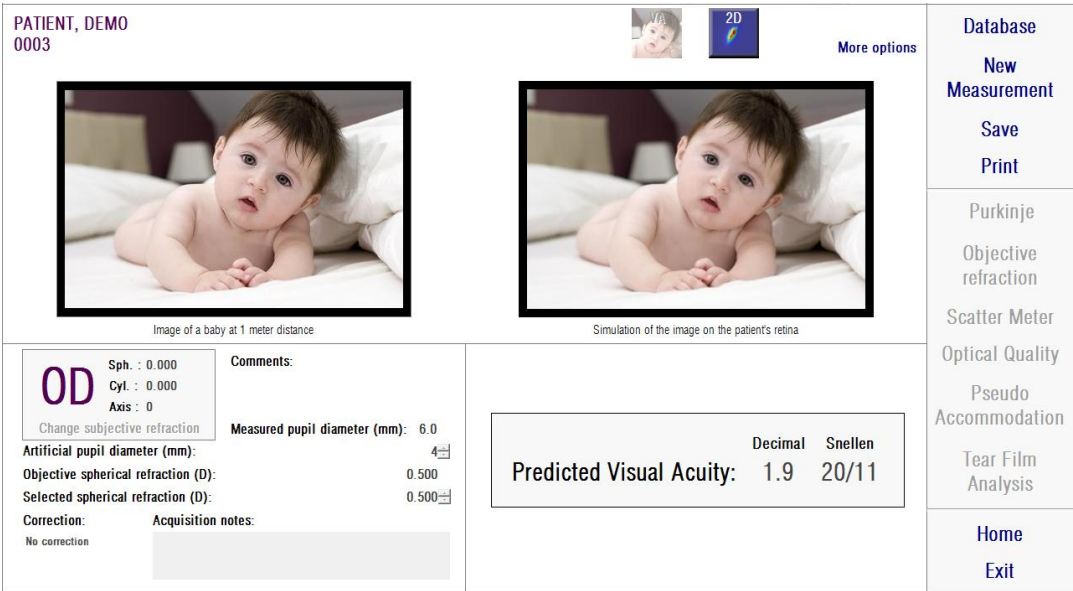 PATIENT, DEMO
0003
VA
2D
More options
Image of a baby at 1 meter distance
Simulation of the image on the patient's retina
OD
Sph. : 0.000
Cyl. : 0.000
Axis : 0
Change subjective refraction
Comments:
Measured pupil diameter (mm): 6.0
Artificial pupil diameter (mm): 4
Objective spherical refraction (D): 0.500
Selected spherical refraction (D): 0.500
Correction: Acquisition notes:
No correction
Decimal Snellen
Predicted Visual Acuity: 1.9 20/11
Database
New
Measurement
Save
Print
Purkinje
Objective
refraction
Scatter Meter
Optical Quality
Pseudo
Accommodation
Tear Film
Analysis
Home
Exit